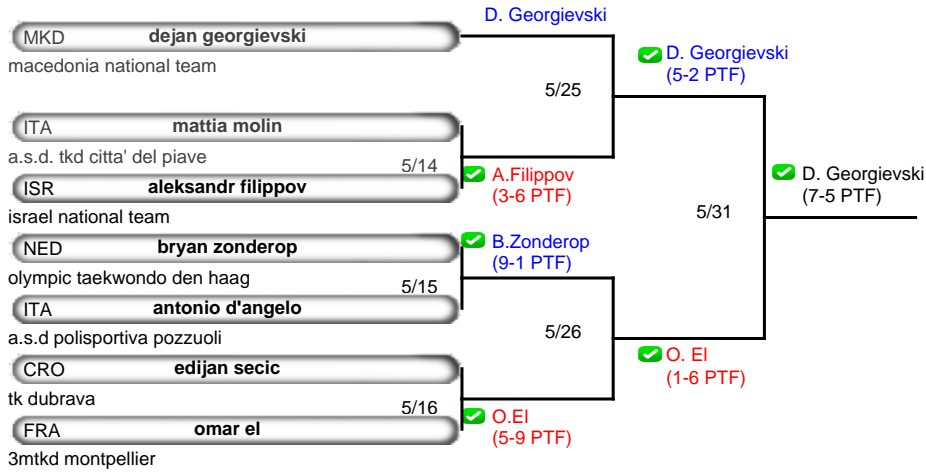 D. Georgievski
MKD dejan georgievski
macedonia national team
D. Georgievski
(5-2 PTF)
5/25
ITA mattia molin
a.s.d. tkd citta' del piave
5/14
ISR aleksandr filippov
israel national team
A.Filippov
(3-6 PTF)
D. Georgievski
(7-5 PTF)
5/31
NED bryan zonderop
olympic taekwondo den haag
B.Zonderop
(9-1 PTF)
5/15
ITA antonio d'angelo
a.s.d polisportiva pozzuoli
5/26
O. El
(1-6 PTF)
CRO edijan secic
tk dubrava
5/16
FRA omar el
3mtkd montpellier
O.El
(5-9 PTF)